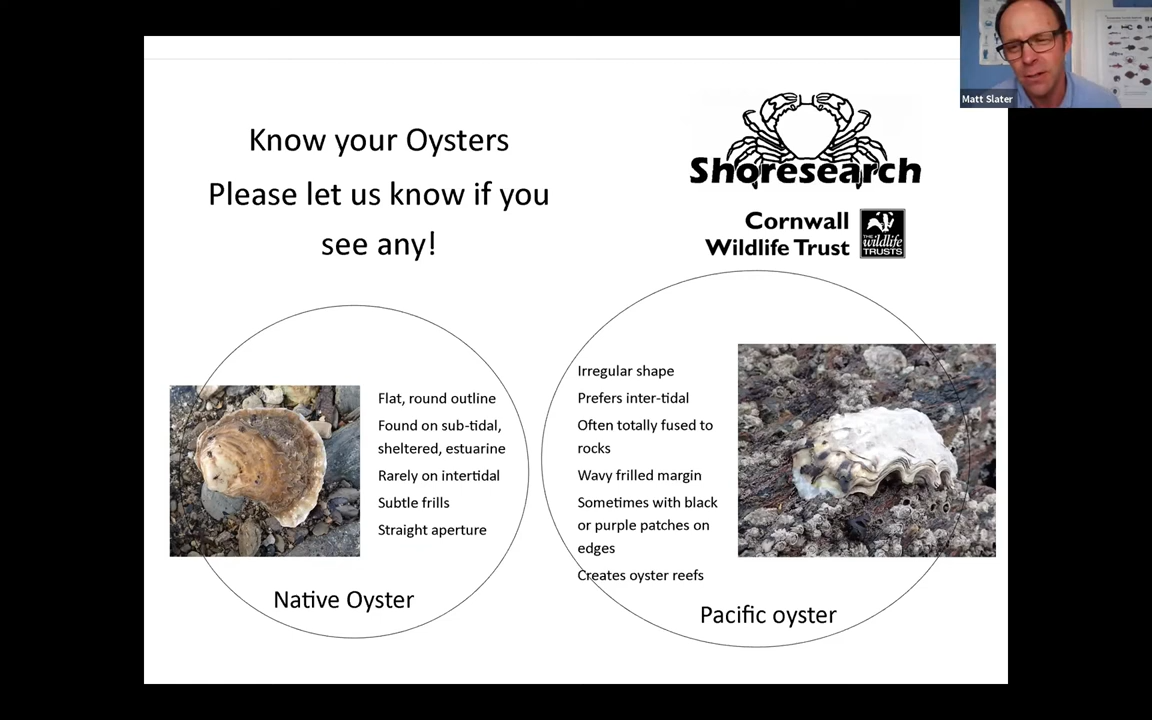 Matt Slater
Know your Oysters
Please let us know if you
see any!
Shoresearch
Cornwall
Wildlife Trust
THE
wildlife
TRUSTS
Flat, round outline
Found on sub-tidal,
sheltered, estuarine
Rarely on intertidal
Subtle frills
Straight aperture
Native Oyster
Irregular shape
Prefers inter-tidal
Often totally fused to
rocks
Wavy frilled margin
Sometimes with black
or purple patches on
edges
Creates oyster reefs
Pacific oyster